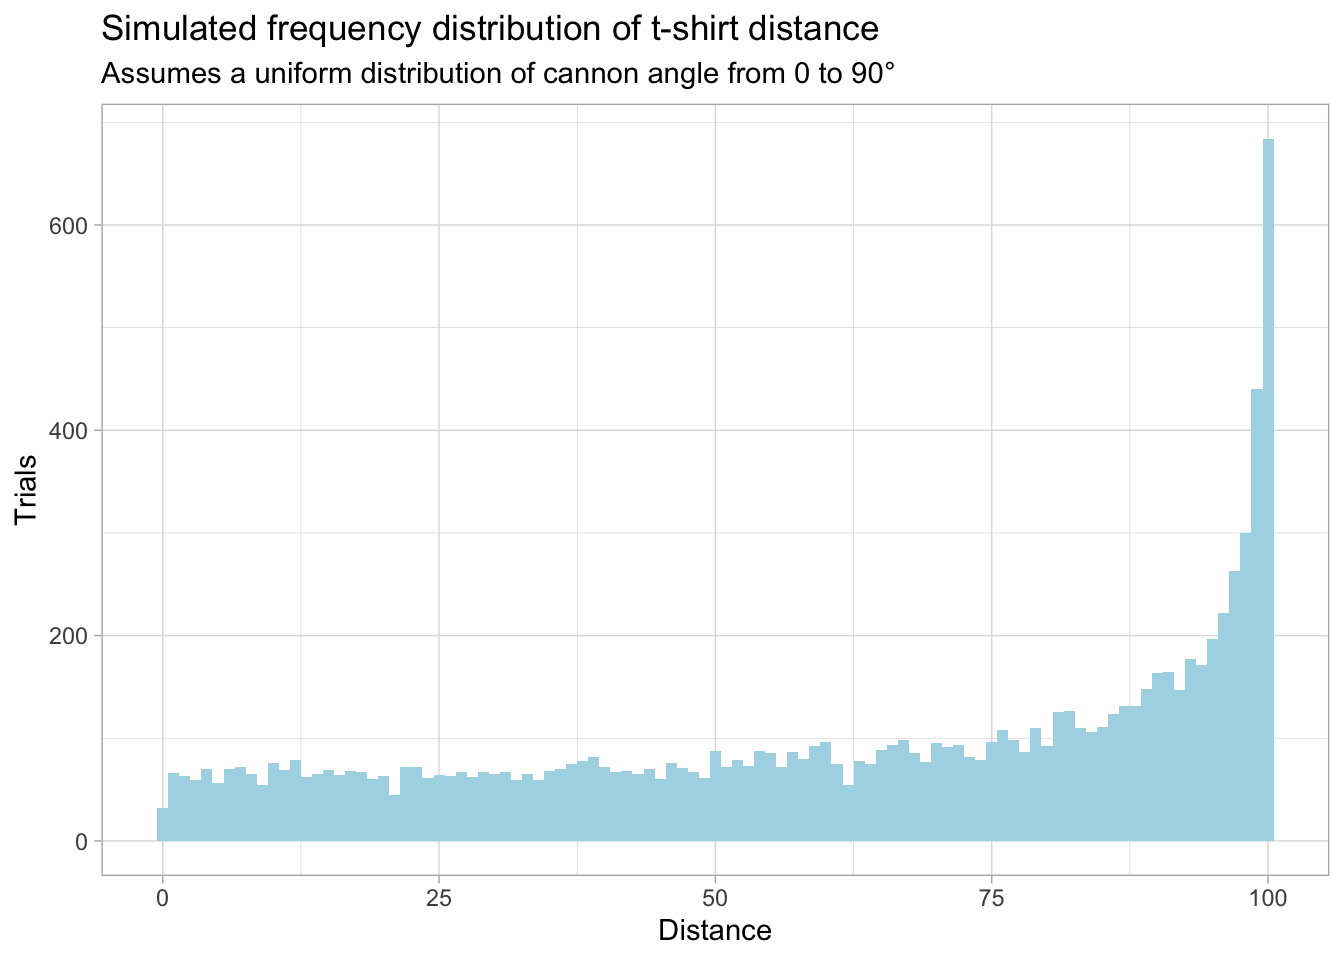 Simulated frequency distribution of t-shirt distance
Assumes a uniform distribution of cannon angle from 0 to 90°
600
400
200
0
Trials
0 25 50 75 100
Distance